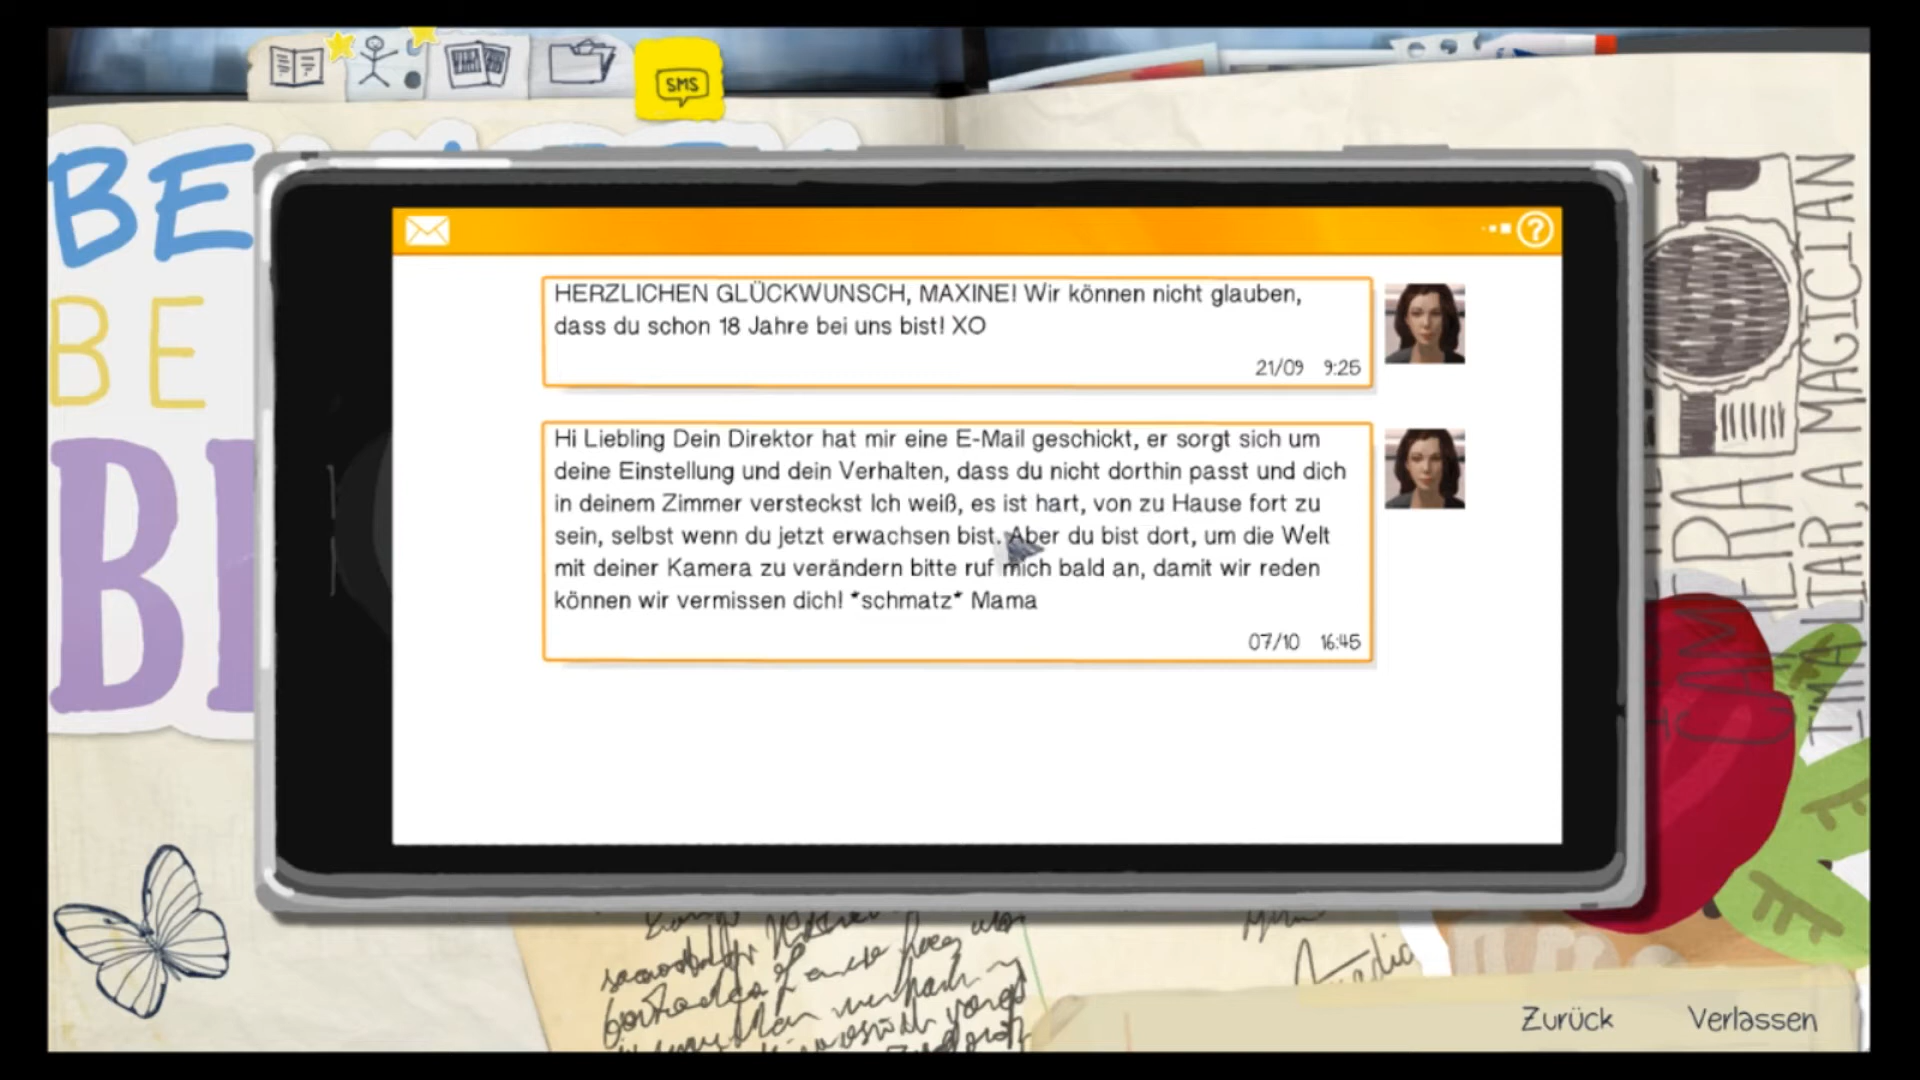 SMS
BE
BE
HERZLICHEN GLÜCKWUNSCH, MAXINE! Wir können nicht glauben,
dass du schon 18 Jahre bei uns bist! XO
21/09 9:25
Hi Liebling Dein Direktor hat mir eine E-Mail geschickt, er sorgt sich um
deine Einstellung und dein Verhalten, dass du nicht dorthin passt und dich
in deinem Zimmer versteckst Ich weiß, es ist hart, von zu Hause fort zu
sein, selbst wenn du jetzt erwachsen bist. Aber du bist dort, um die Welt
mit deiner Kamera zu verändern bitte ruf mich bald an, damit wir reden
können wir vermissen dich! *schmatz* Mama
07/10 16:45
CAMERA
LIAR, A MAGICIAN
Zurück Verlassen